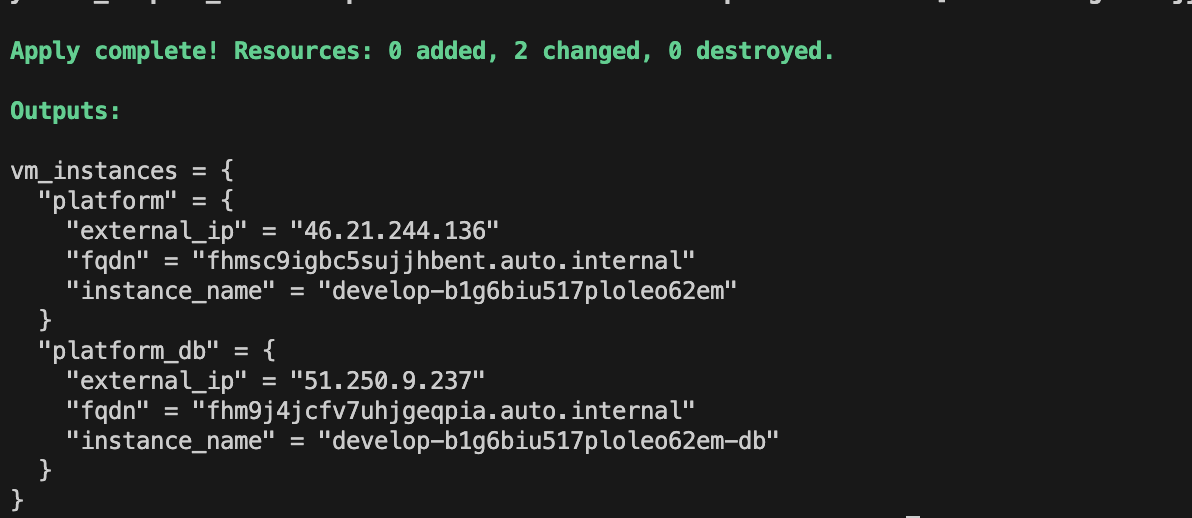 Apply complete! Resources: 0 added, 2 changed, 0 destroyed.
Outputs:
vm_instances = {
  "platform" = {
    "external_ip" = "46.21.244.136"
    "fqdn" = "fhmsc9igbc5sujjhbent.auto.internal"
    "instance_name" = "develop-b1g6biu517ploleo62em"
  }
  "platform_db" = {
    "external_ip" = "51.250.9.237"
    "fqdn" = "fhm9j4jcfv7uhjgeqpia.auto.internal"
    "instance_name" = "develop-b1g6biu517ploleo62em-db"
  }
}